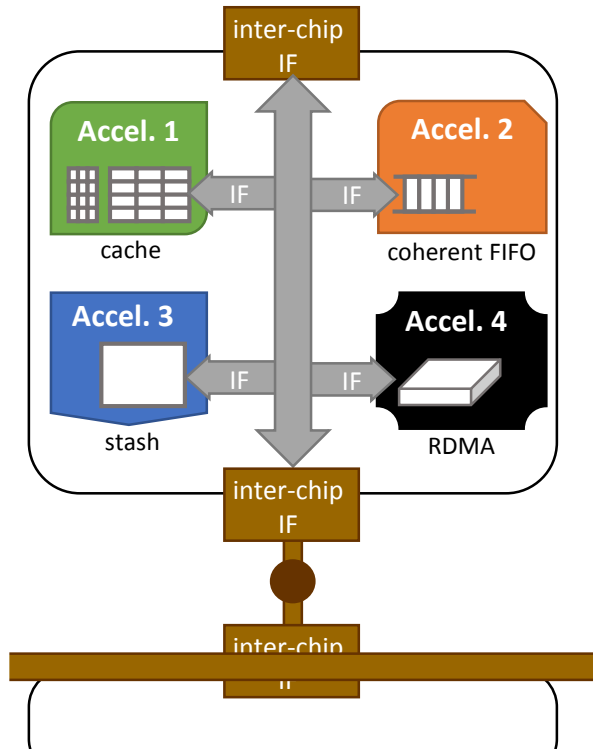 inter-chip
IF
Accel. 1
Accel. 2
IF
IF
cache
coherent FIFO
Accel. 3
Accel. 4
IF
IF
stash
RDMA
inter-chip
IF
inter-chip
IF